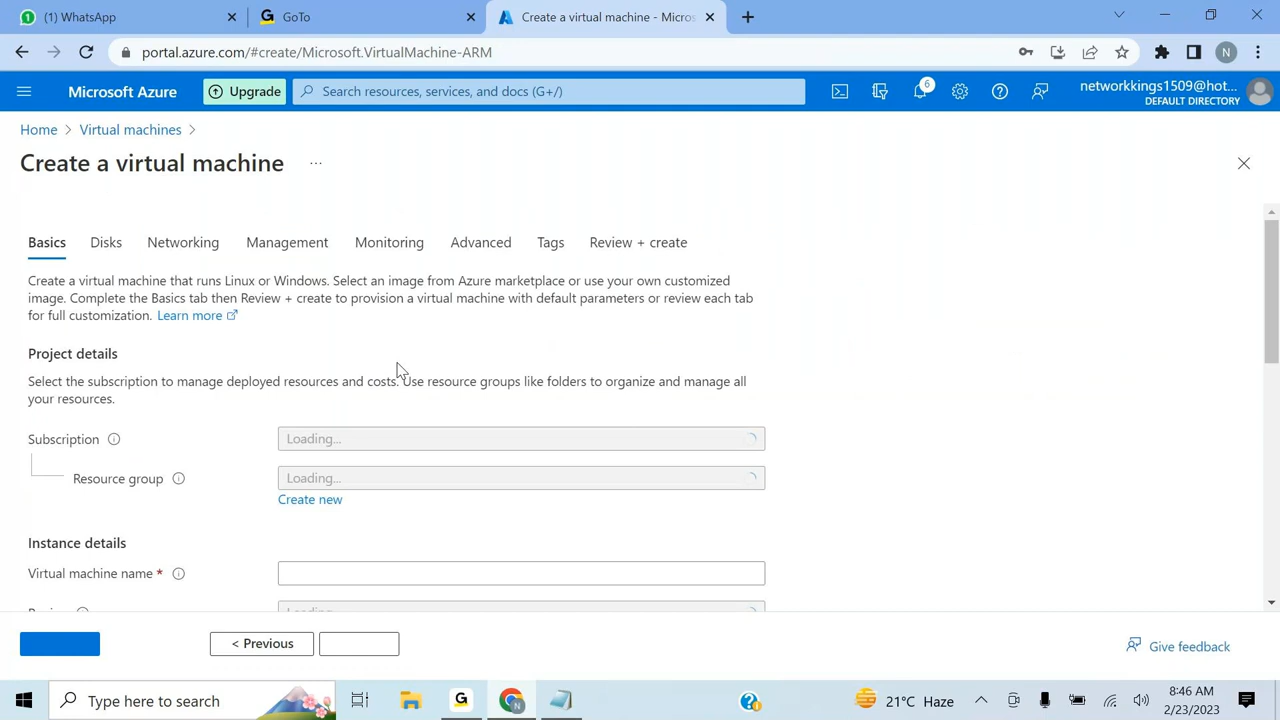 (1) WhatsApp
GoTo
Create a virtual machine - Micros
portal.azure.com/#create/Microsoft.VirtualMachine-ARM
N
Microsoft Azure
Upgrade
Search resources, services, and docs (G+/)
6
networkkings1509@hot...
DEFAULT DIRECTORY
Home > Virtual machines >
Create a virtual machine ...
Basics Disks Networking Management Monitoring Advanced Tags Review + create
Create a virtual machine that runs Linux or Windows. Select an image from Azure marketplace or use your own customized
image. Complete the Basics tab then Review + create to provision a virtual machine with default parameters or review each tab
for full customization. Learn more
Project details
Select the subscription to manage deployed resources and costs. Use resource groups like folders to organize and manage all
your resources.
Subscription Loading...
Resource group Loading...
Create new
Instance details
Virtual machine name *
< Previous
Give feedback
Type here to search
21°C Haze
8:46 AM
2/23/2023